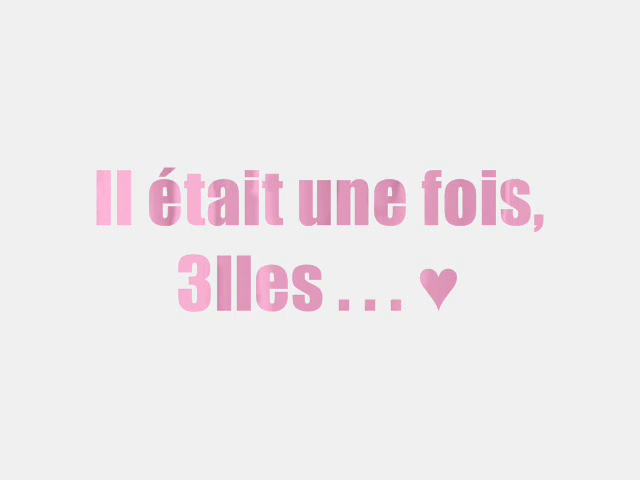 Il était une fois,
3lles . . . ♥